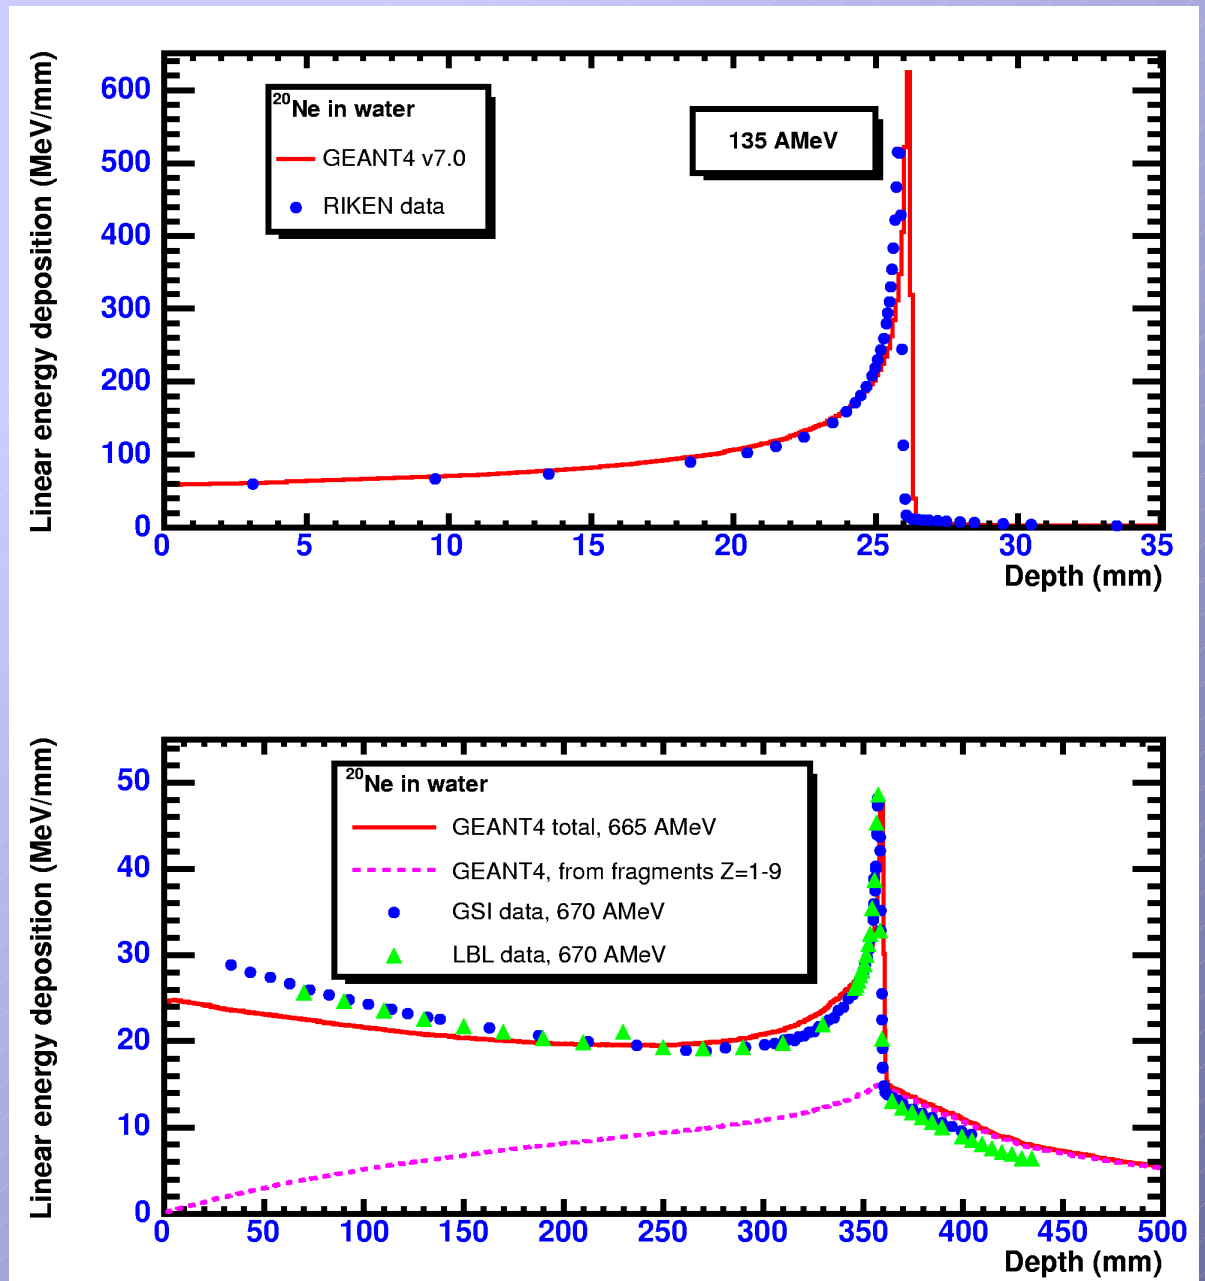 Linear energy deposition (MeV/mm)
600
500
400
300
200
100
0
²⁰Ne in water
GEANT4 v7.0
RIKEN data
135 AMeV
0 5 10 15 20 25 30 35
Depth (mm)
Linear energy deposition (MeV/mm)
50
40
30
20
10
0
²⁰Ne in water
GEANT4 total, 665 AMeV
GEANT4, from fragments Z=1-9
GSI data, 670 AMeV
LBL data, 670 AMeV
0 50 100 150 200 250 300 350 400 450 500
Depth (mm)